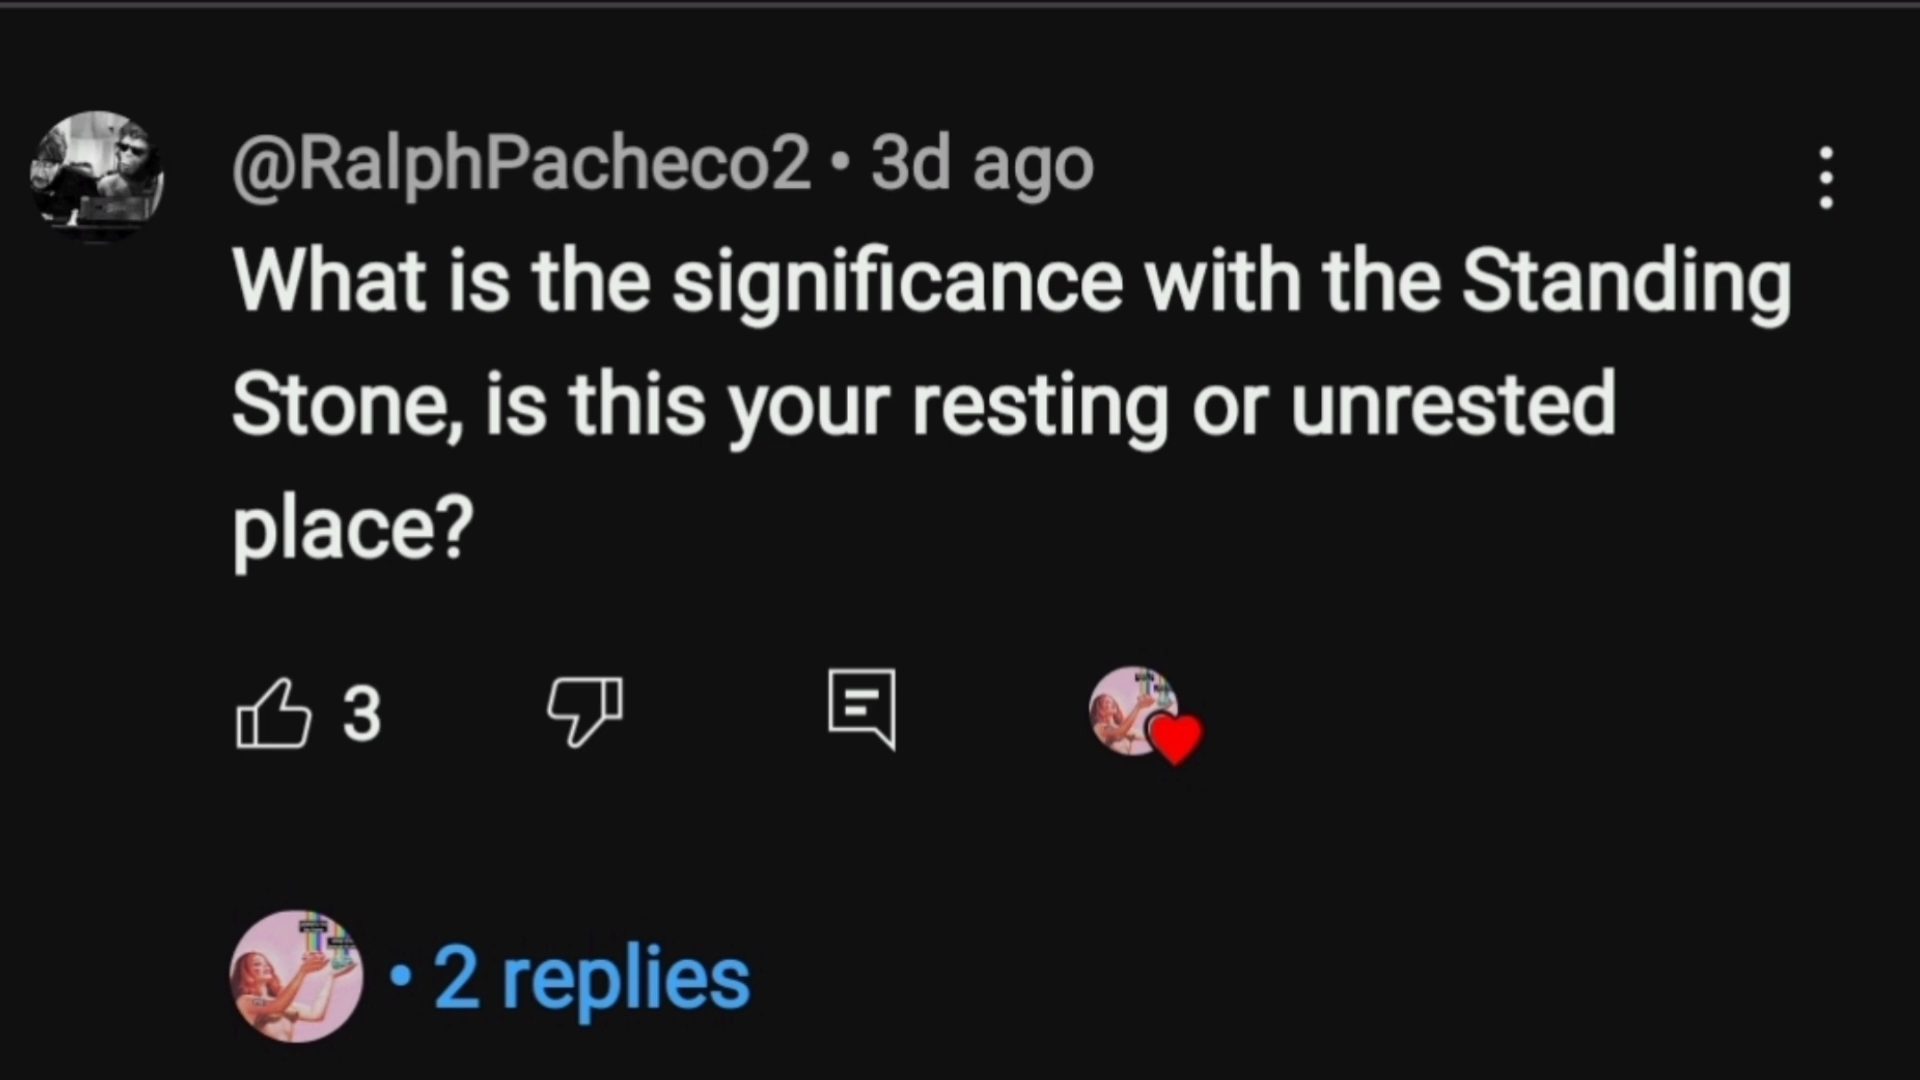 @RalphPacheco2 • 3d ago
What is the significance with the Standing
Stone, is this your resting or unrested
place?
3
• 2 replies